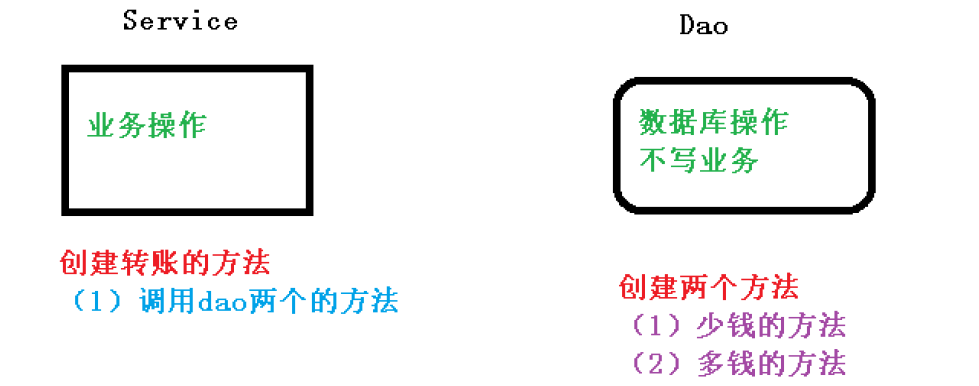 Service
业务操作
创建转账的方法
（1）调用dao两个的方法
Dao
数据库操作
不写业务
创建两个方法
（1）少钱的方法
（2）多钱的方法